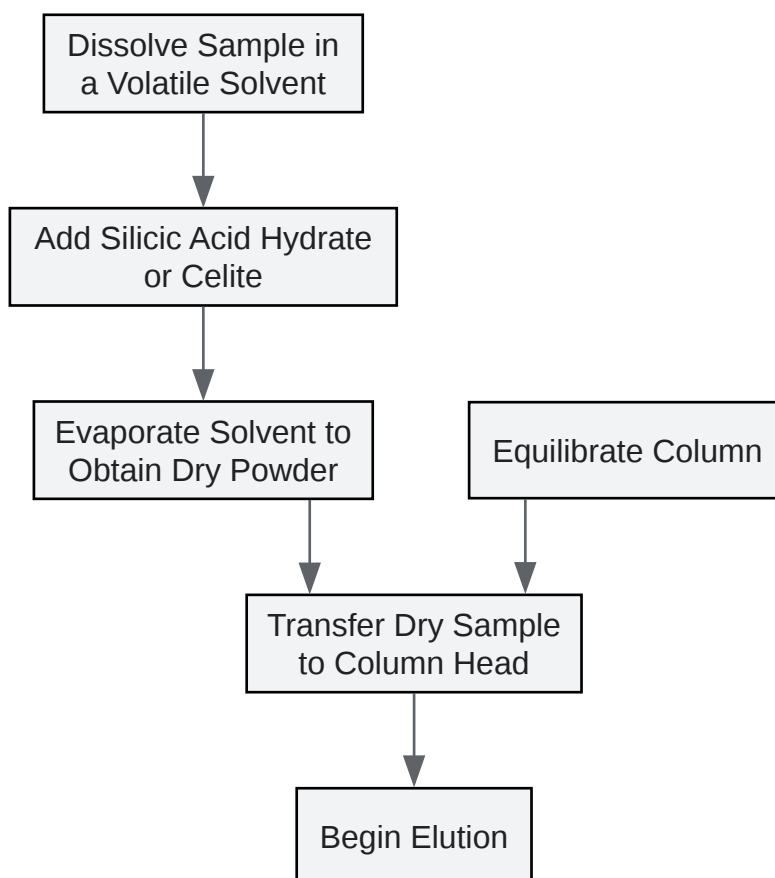 Dissolve Sample in
a Volatile Solvent
Add Silicic Acid Hydrate
or Celite
Evaporate Solvent to
Obtain Dry Powder
Equilibrate Column
Transfer Dry Sample
to Column Head
Begin Elution